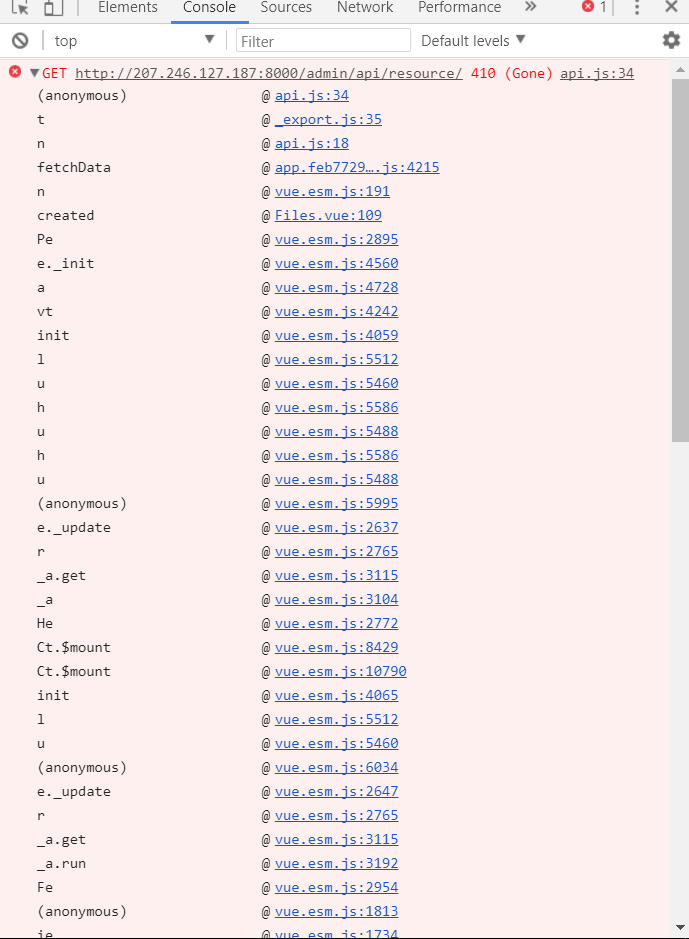 Elements Console Sources Network Performance » 1
top Filter Default levels
GET http://207.246.127.187:8000/admin/api/resource/ 410 (Gone) api.js:34
(anonymous) @ api.js:34
t @ _export.js:35
n @ api.js:18
fetchData @ app.feb7729….js:4215
n @ vue.esm.js:191
created @ Files.vue:109
Pe @ vue.esm.js:2895
e._init @ vue.esm.js:4560
a @ vue.esm.js:4728
vt @ vue.esm.js:4242
init @ vue.esm.js:4059
l @ vue.esm.js:5512
u @ vue.esm.js:5460
h @ vue.esm.js:5586
u @ vue.esm.js:5488
h @ vue.esm.js:5586
u @ vue.esm.js:5488
(anonymous) @ vue.esm.js:5995
e._update @ vue.esm.js:2637
r @ vue.esm.js:2765
_a.get @ vue.esm.js:3115
_a @ vue.esm.js:3104
He @ vue.esm.js:2772
Ct.$mount @ vue.esm.js:8429
Ct.$mount @ vue.esm.js:10790
init @ vue.esm.js:4065
l @ vue.esm.js:5512
u @ vue.esm.js:5460
(anonymous) @ vue.esm.js:6034
e._update @ vue.esm.js:2647
r @ vue.esm.js:2765
_a.get @ vue.esm.js:3115
_a.run @ vue.esm.js:3192
Fe @ vue.esm.js:2954
(anonymous) @ vue.esm.js:1813
ie @ vue.esm.js:1734